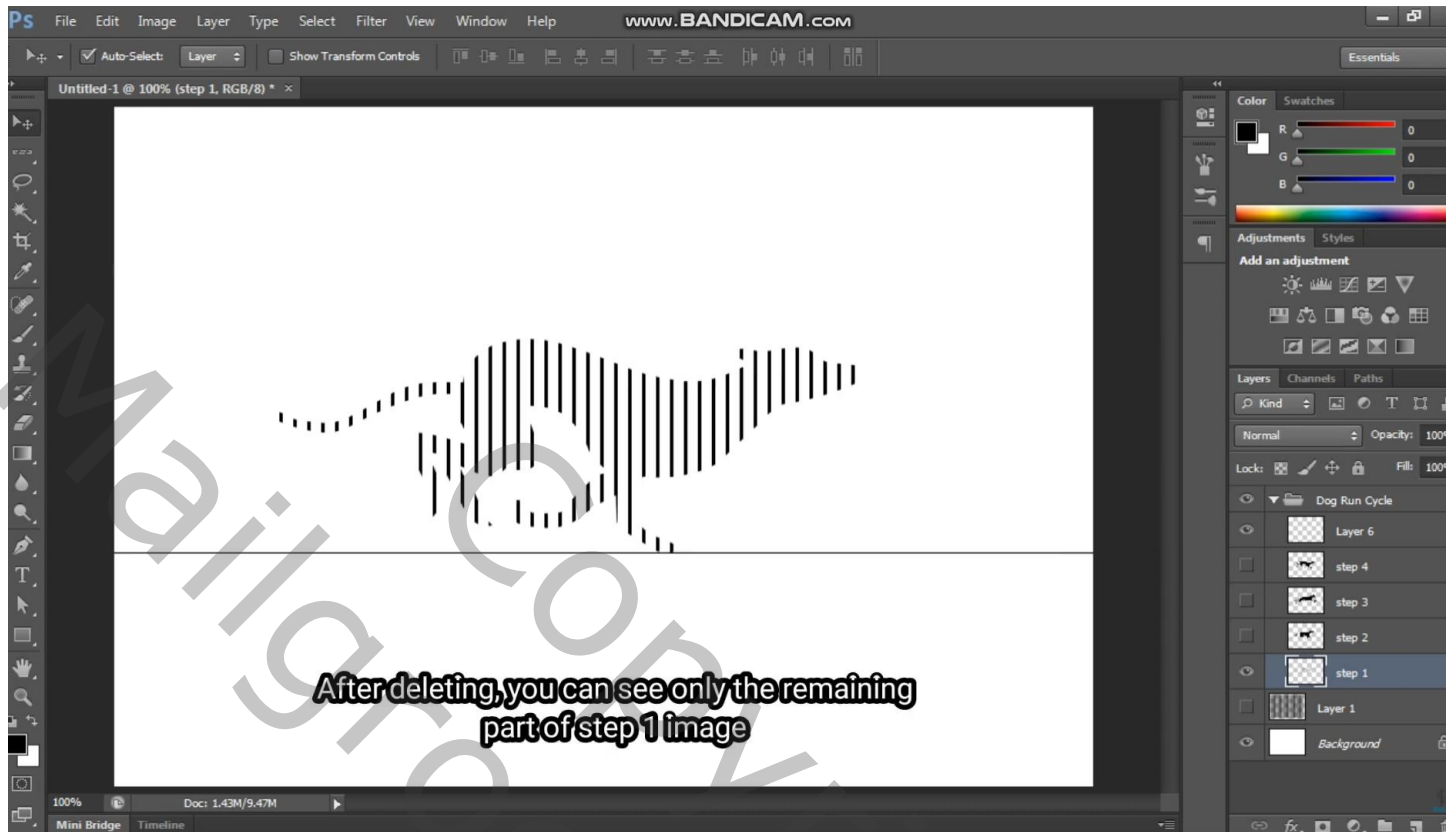 Ps File Edit Image Layer Type Select Filter View Window Help www.BANDICAM.com
Auto-Select: Layer Show Transform Controls Essentials
Untitled-1 @ 100% (step 1, RGB/8) * ×
Color Swatches
R 0
G 0
B 0
Adjustments Styles
Add an adjustment
Layers Channels Paths
Kind
Normal Opacity: 100%
Lock: Fill: 100%
Dog Run Cycle
Layer 6
step 4
step 3
step 2
step 1
Layer 1
Background
After deleting, you can see only the remaining
part of step 1 image
100% Doc: 1.43M/9.47M
Mini Bridge Timeline